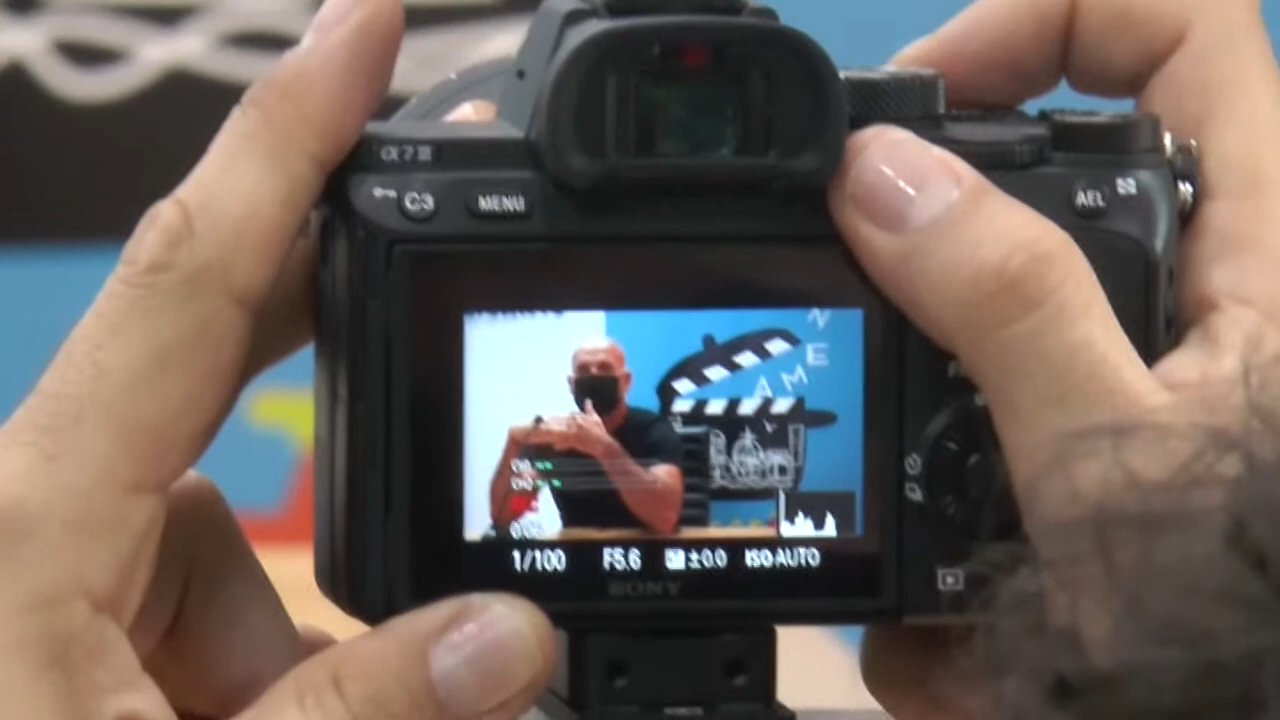 α7III
C3 MENU
AEL
N
E
M
A
1/100 F5.6 ±0.0 ISO AUTO
SONY